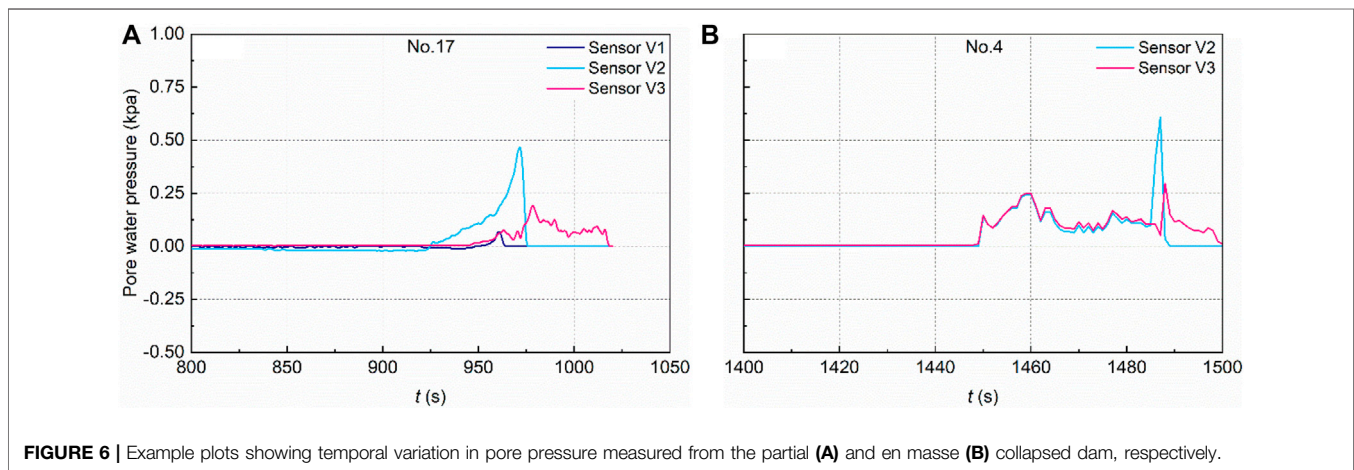 A
No.17
Sensor V1
Sensor V2
Sensor V3
Pore water pressure (kpa)
1.00
0.75
0.50
0.25
0.00
-0.25
-0.50
800
850
900
950
1000
1050
t (s)
B
No.4
Sensor V2
Sensor V3
1400
1420
1440
1460
1480
1500
t (s)
FIGURE 6 | Example plots showing temporal variation in pore pressure measured from the partial (A) and en masse (B) collapsed dam, respectively.